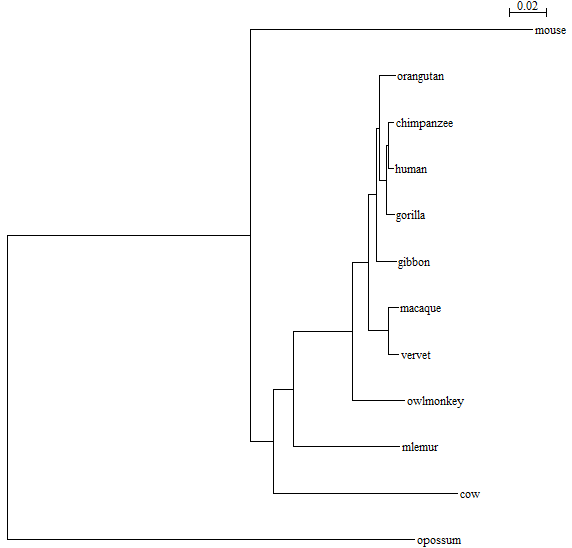 0.02
mouse
orangutan
chimpanzee
human
gorilla
gibbon
macaque
vervet
owlmonkey
mlemur
cow
opossum